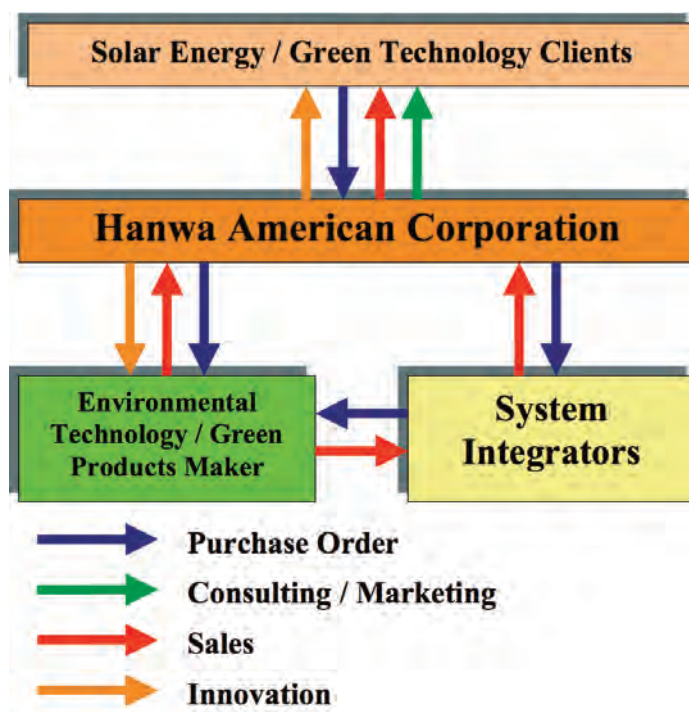 Solar Energy / Green Technology Clients
Hanwa American Corporation
Environmental
Technology / Green
Products Maker
System
Integrators
Purchase Order
Consulting / Marketing
Sales
Innovation